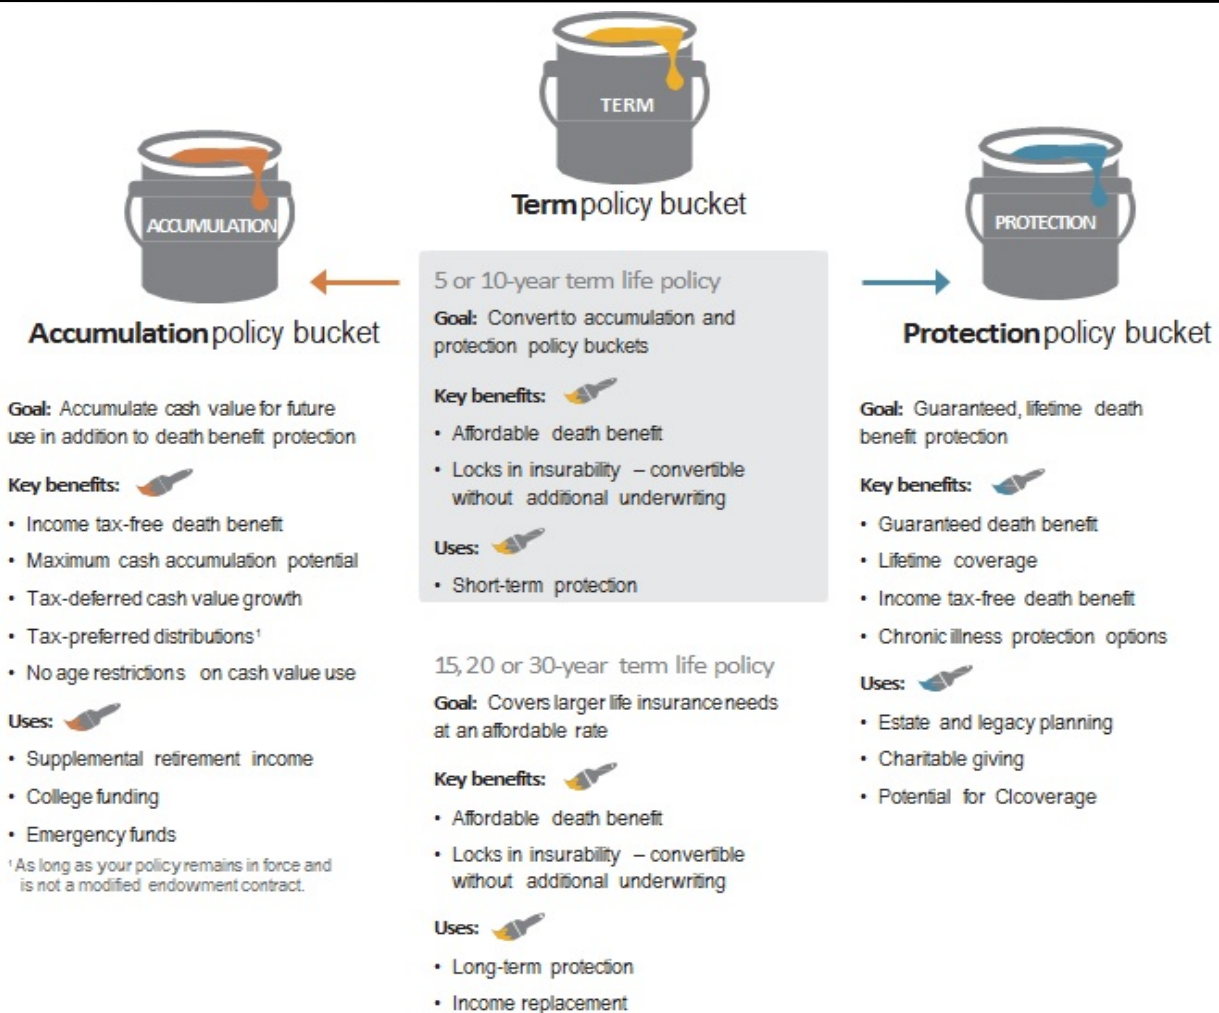 TERM
Term policy bucket
ACCUMULATION
Accumulation policy bucket
Goal: Accumulate cash value for future
use in addition to death benefit protection
Key benefits:
• Income tax-free death benefit
• Maximum cash accumulation potential
• Tax-deferred cash value growth
• Tax-preferred distributions¹
• No age restrictions on cash value use
Uses:
• Supplemental retirement income
• College funding
• Emergency funds
¹ As long as your policy remains in force and
is not a modified endowment contract.
5 or 10-year term life policy
Goal: Convert to accumulation and
protection policy buckets
Key benefits:
• Affordable death benefit
• Locks in insurability – convertible
without additional underwriting
Uses:
• Short-term protection
15, 20 or 30-year term life policy
Goal: Covers larger life insurance needs
at an affordable rate
Key benefits:
• Affordable death benefit
• Locks in insurability – convertible
without additional underwriting
Uses:
• Long-term protection
• Income replacement
PROTECTION
Protection policy bucket
Goal: Guaranteed, lifetime death
benefit protection
Key benefits:
• Guaranteed death benefit
• Lifetime coverage
• Income tax-free death benefit
• Chronic illness protection options
Uses:
• Estate and legacy planning
• Charitable giving
• Potential for CIcoverage